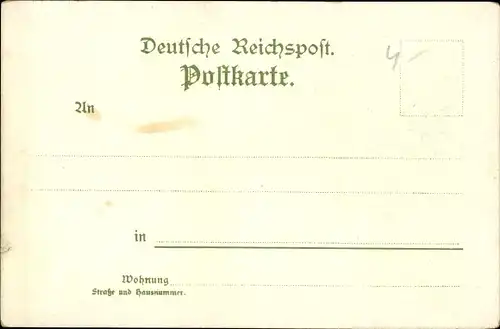 Deutsche Reichspost.
Postkarte.
4-
An
in
Wohnung
Straße und Hausnummer.